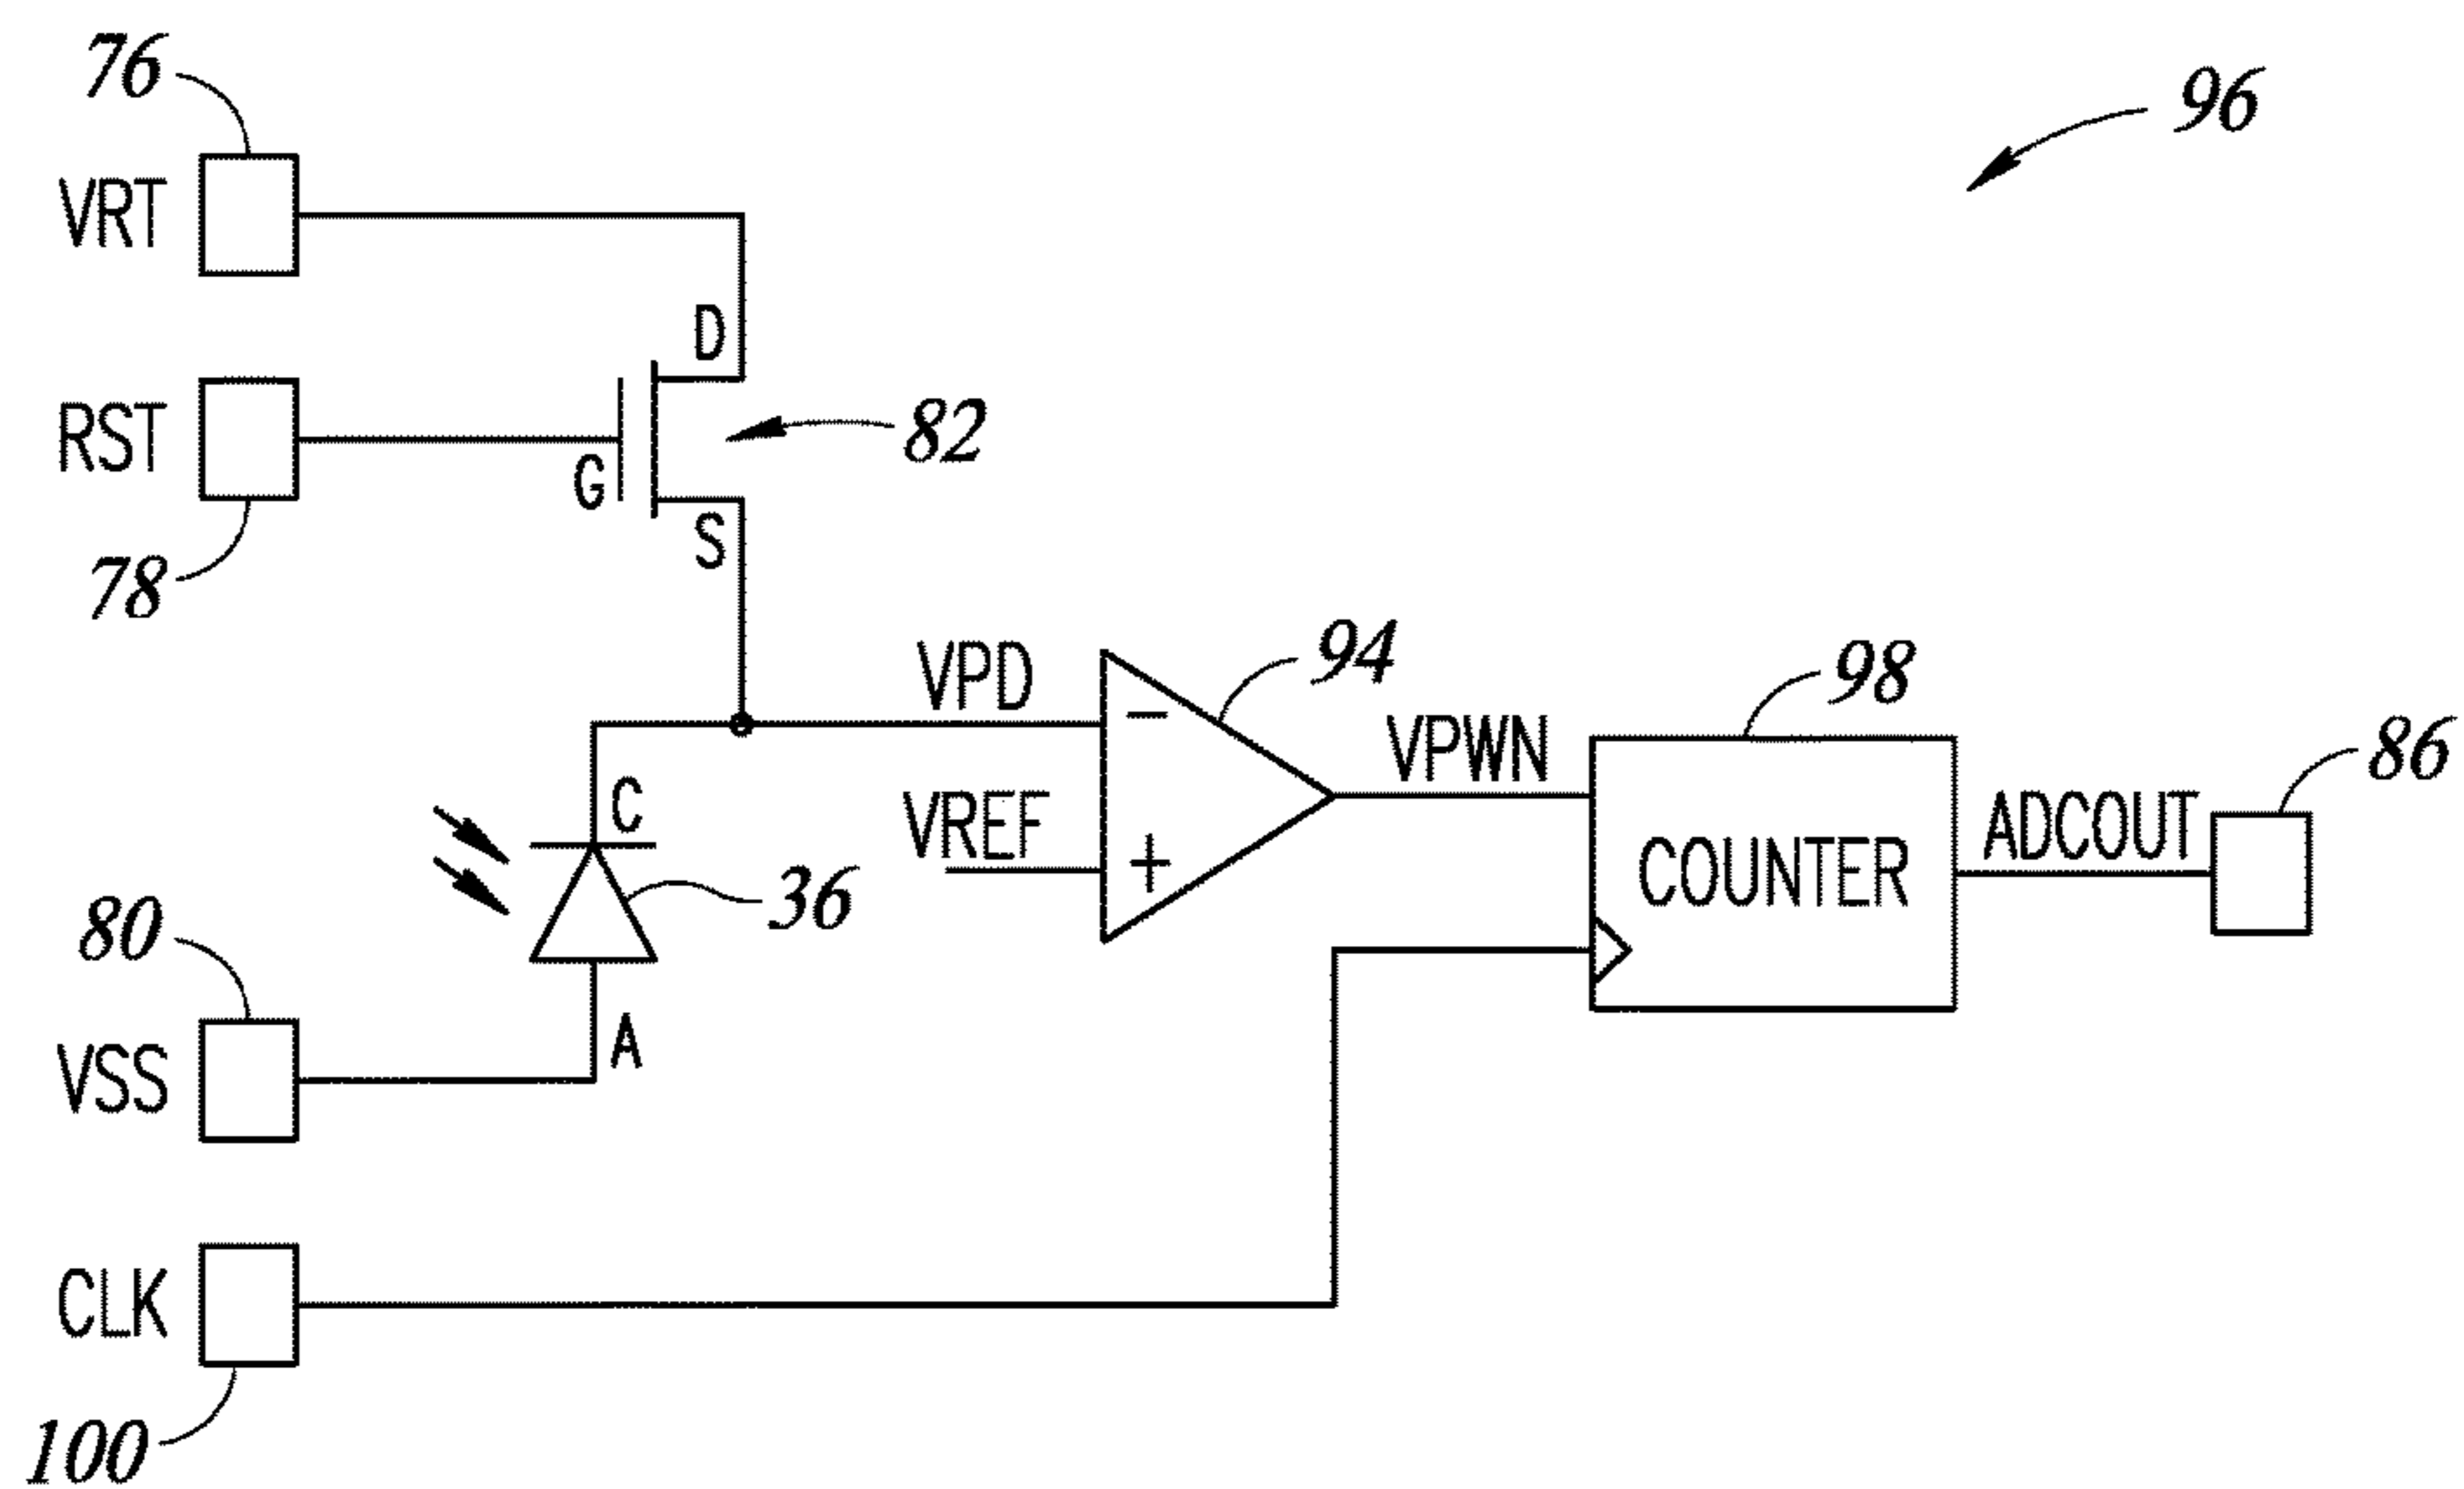 76
96
VRT
D
RST
82
G
S
78
VPD
94
98
VPWN
86
C
VREF
ADCOUT
−
+
COUNTER
36
80
VSS
A
CLK
100